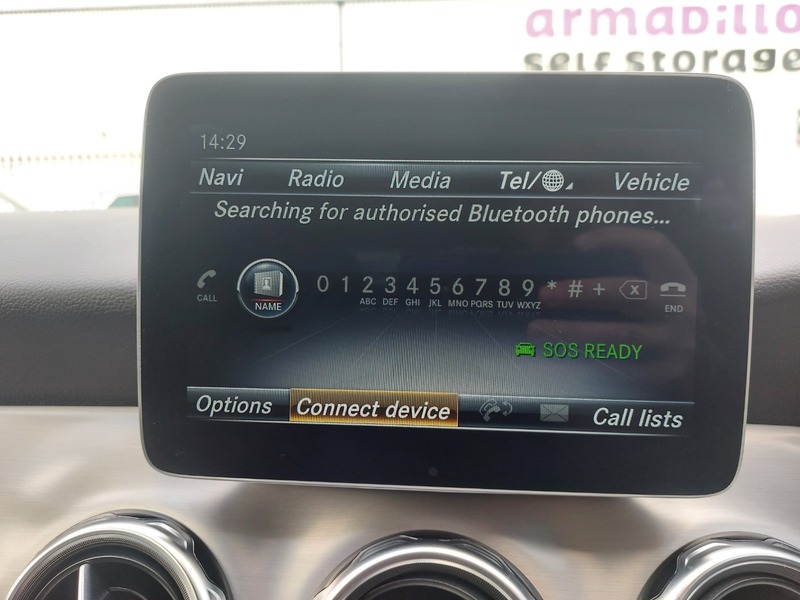 armadillo
self storage
14:29
Navi Radio Media Tel/ Vehicle
Searching for authorised Bluetooth phones...
CALL NAME 0 1 2 3 4 5 6 7 8 9 * # + x END
ABC DEF GHI JKL MNO PQRS TUV WXYZ
SOS READY
Options Connect device Call lists